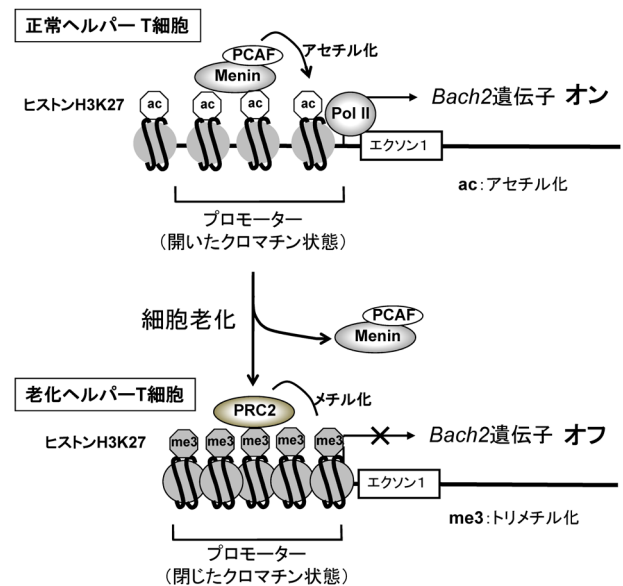 正常ヘルパー T細胞
PCAF
アセチル化
Menin
ヒストンH3K27
ac
ac
ac
ac
Pol II
Bach2遺伝子 オン
エクソン1
ac：アセチル化
プロモーター
（開いたクロマチン状態）
細胞老化
PCAF
Menin
老化ヘルパーT細胞
PRC2
メチル化
ヒストンH3K27
me3
me3
me3
me3
me3
Bach2遺伝子 オフ
エクソン1
me3：トリメチル化
プロモーター
（閉じたクロマチン状態）